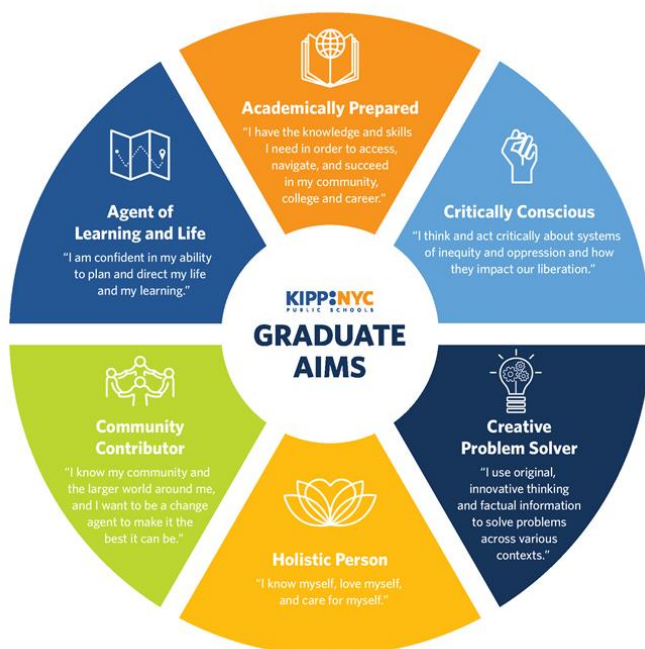 Academically Prepared
“I have the knowledge and skills
I need in order to access,
navigate, and succeed
in my community,
college and career.”
Critically Conscious
“I think and act critically about systems
of inequity and oppression and how
they impact our liberation.”
Creative
Problem Solver
“I use original,
innovative thinking
and factual information
to solve problems
across various
contexts.”
Holistic Person
“I know myself, love myself,
and care for myself.”
Community
Contributor
“I know my community and
the larger world around me,
and I want to be a change
agent to make it the
best it can be.”
Agent of
Learning and Life
“I am confident in my ability
to plan and direct my life
and my learning.”
KIPP:NYC
PUBLIC SCHOOLS
GRADUATE
AIMS